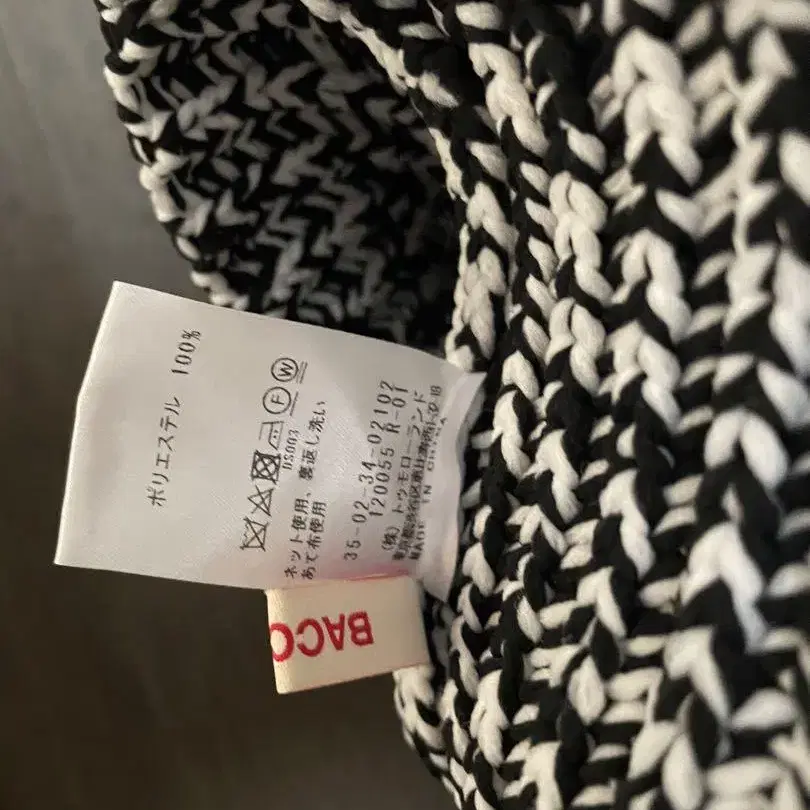 ポリエステル 100%
DS003
ネット使用、裏返し洗い
あて布使用
35-02-34-02102
120055 R-01
(株) トゥモローランド
MADE IN CHINA
BACO